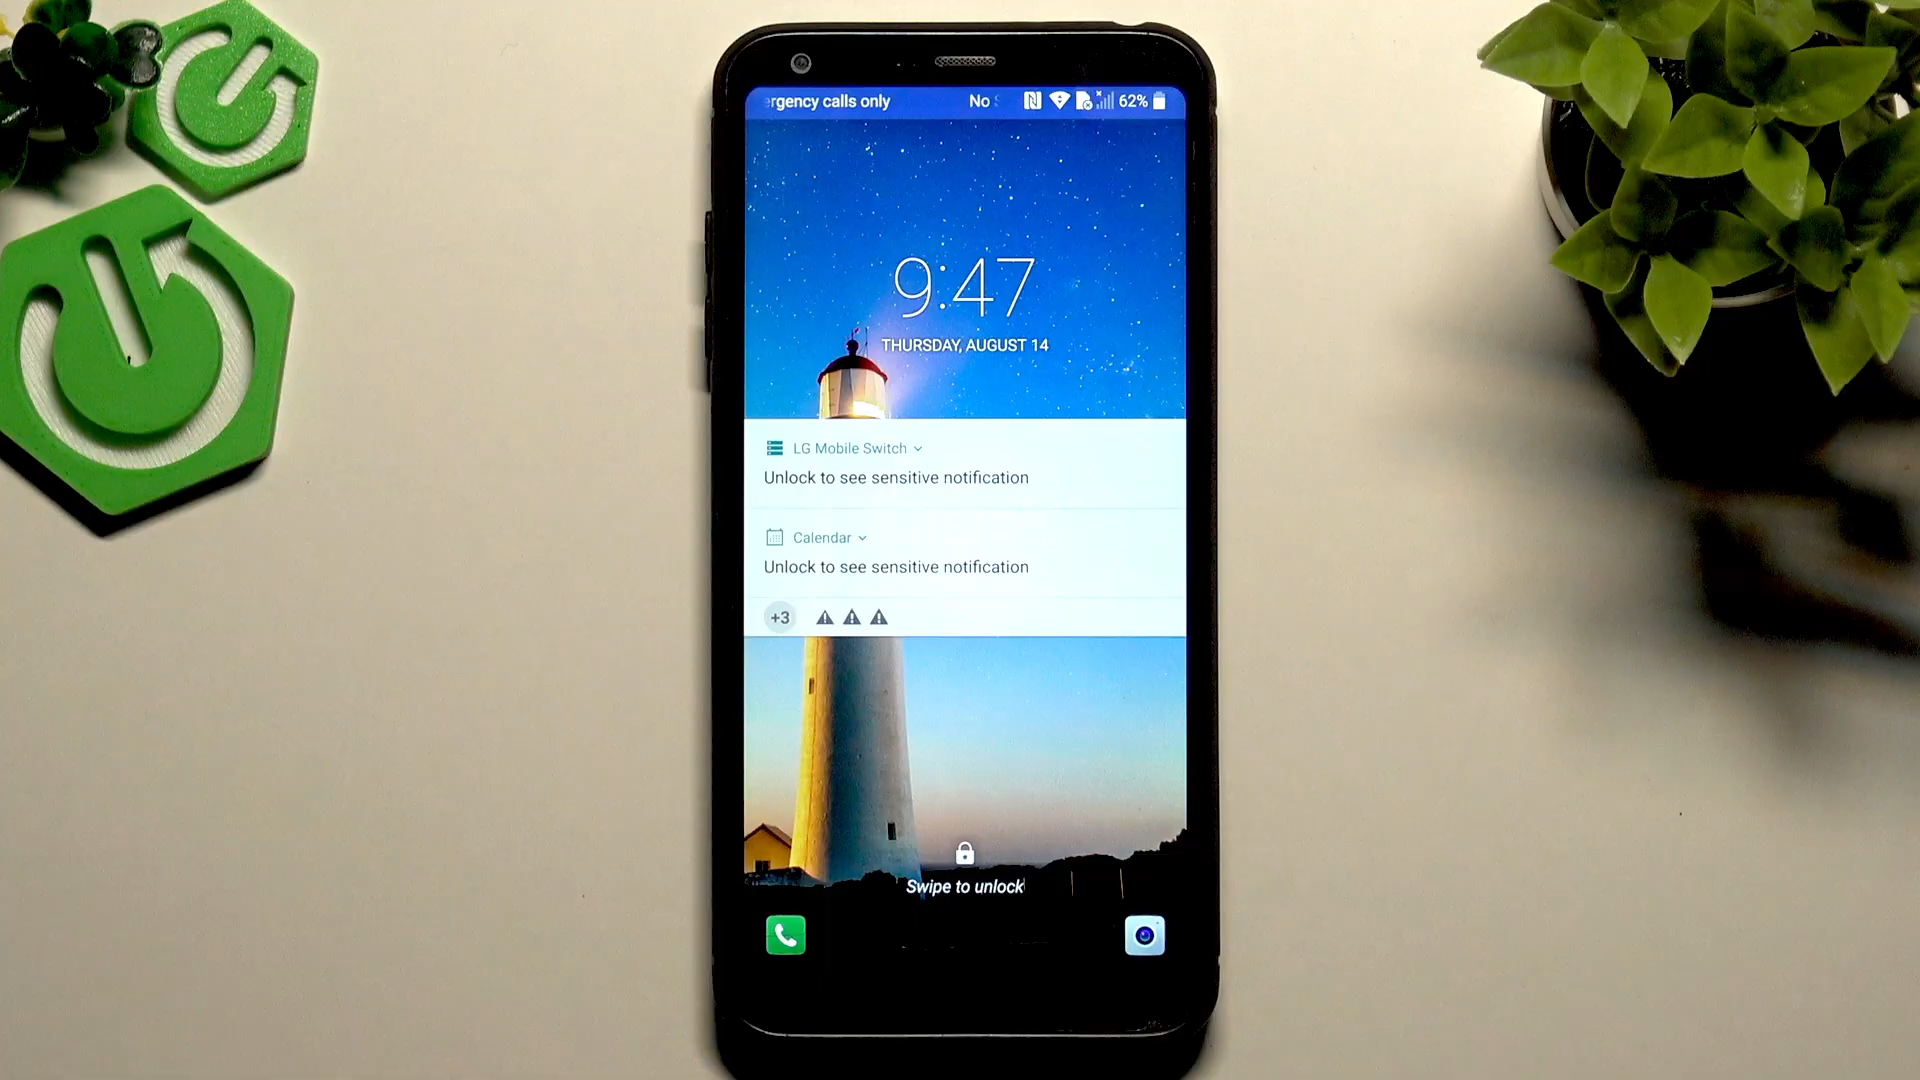 rgency calls only No 62%
9:47
THURSDAY, AUGUST 14
LG Mobile Switch
Unlock to see sensitive notification
Calendar
Unlock to see sensitive notification
+3
Swipe to unlock